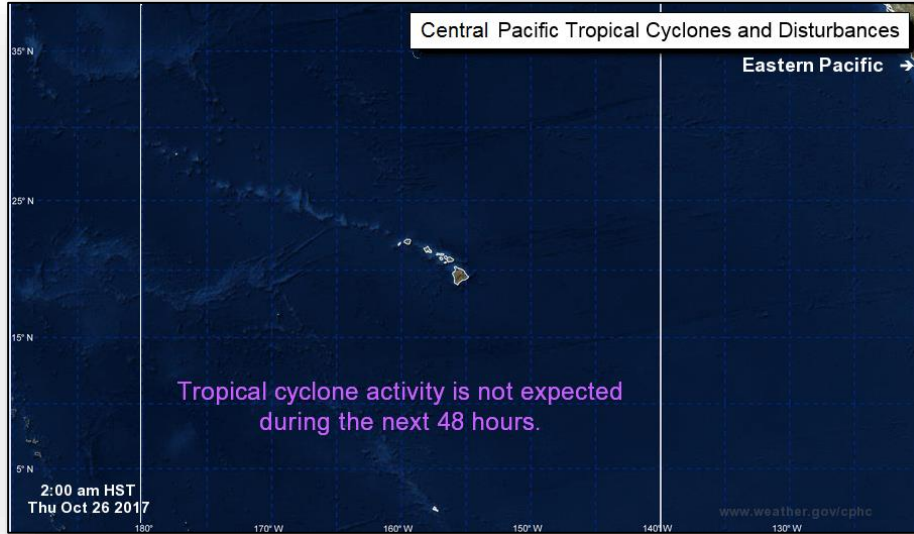 Central Pacific Tropical Cyclones and Disturbances
35° N
Eastern Pacific →
25° N
15° N
Tropical cyclone activity is not expected
during the next 48 hours.
5° N
2:00 am HST
Thu Oct 26 2017
www.weather.gov/cphc
180° 170° W 160° W 150° W 140° W 130° W